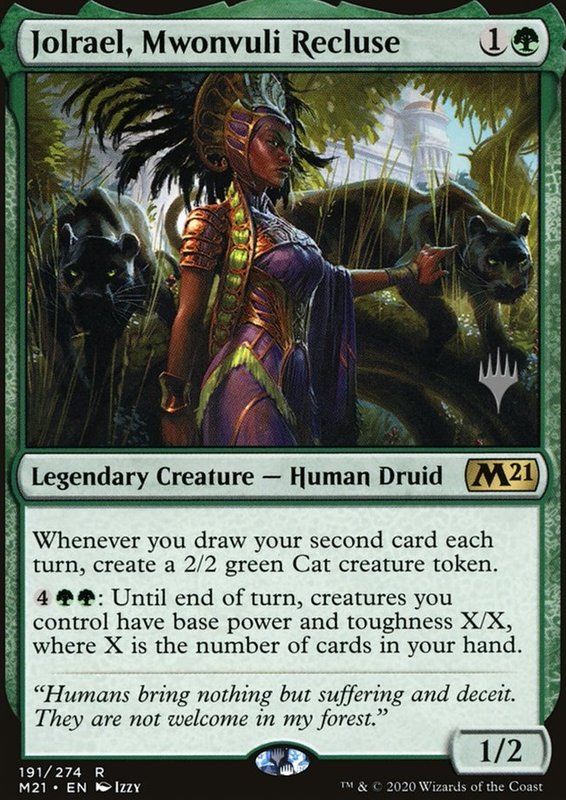 Jolrael, Mwonvuli Recluse 1
Legendary Creature — Human Druid M21
Whenever you draw your second card each
turn, create a 2/2 green Cat creature token.
4: Until end of turn, creatures you
control have base power and toughness X/X,
where X is the number of cards in your hand.
“Humans bring nothing but suffering and deceit.
They are not welcome in my forest.”
1/2
191/274 R
M21 • EN Izzy
™ & © 2020 Wizards of the Coast